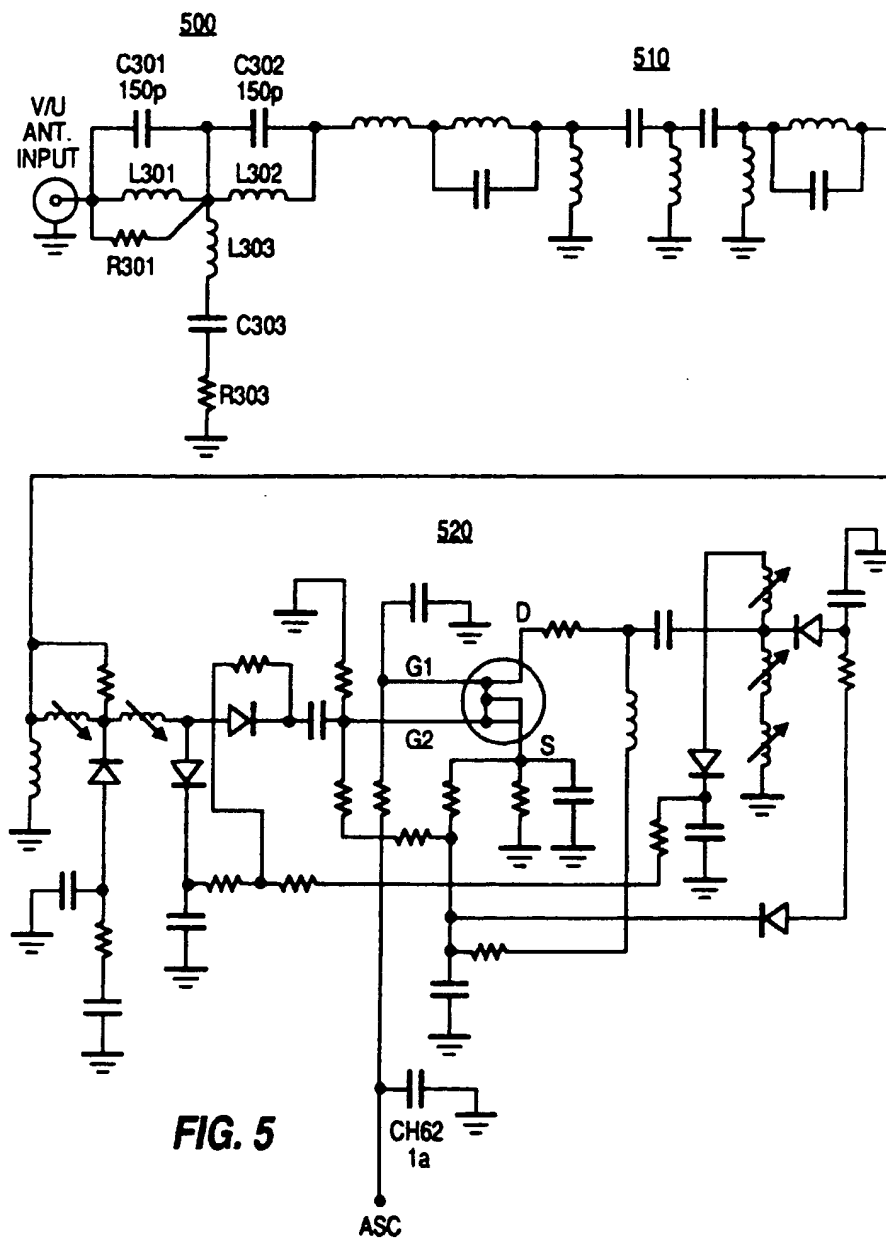 500
C301
150p
C302
150p
510
V/U
ANT.
INPUT
L301
L302
R301
L303
C303
R303
520
D
G1
G2
S
FIG. 5
CH62
1a
ASC